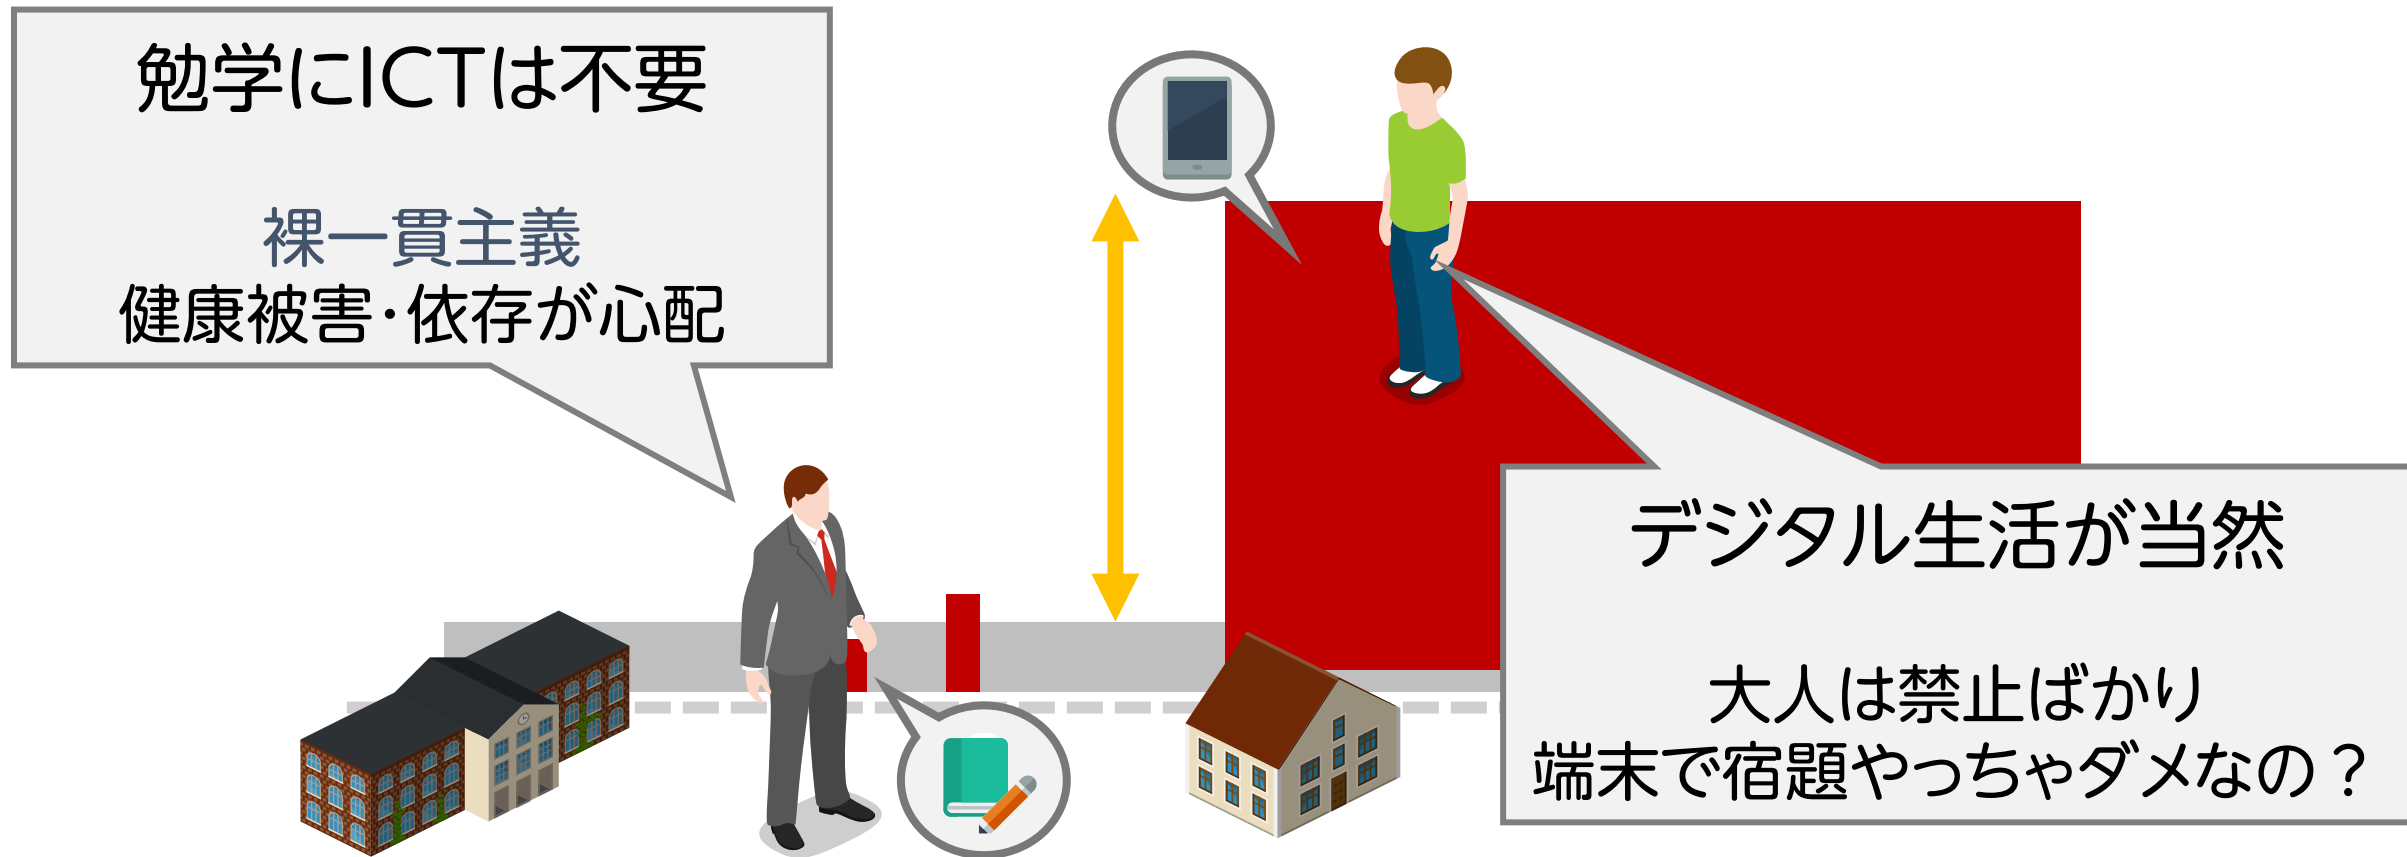 勉学にICTは不要
裸一貫主義
健康被害・依存が心配
デジタル生活が当然
大人は禁止ばかり
端末で宿題やっちゃダメなの？